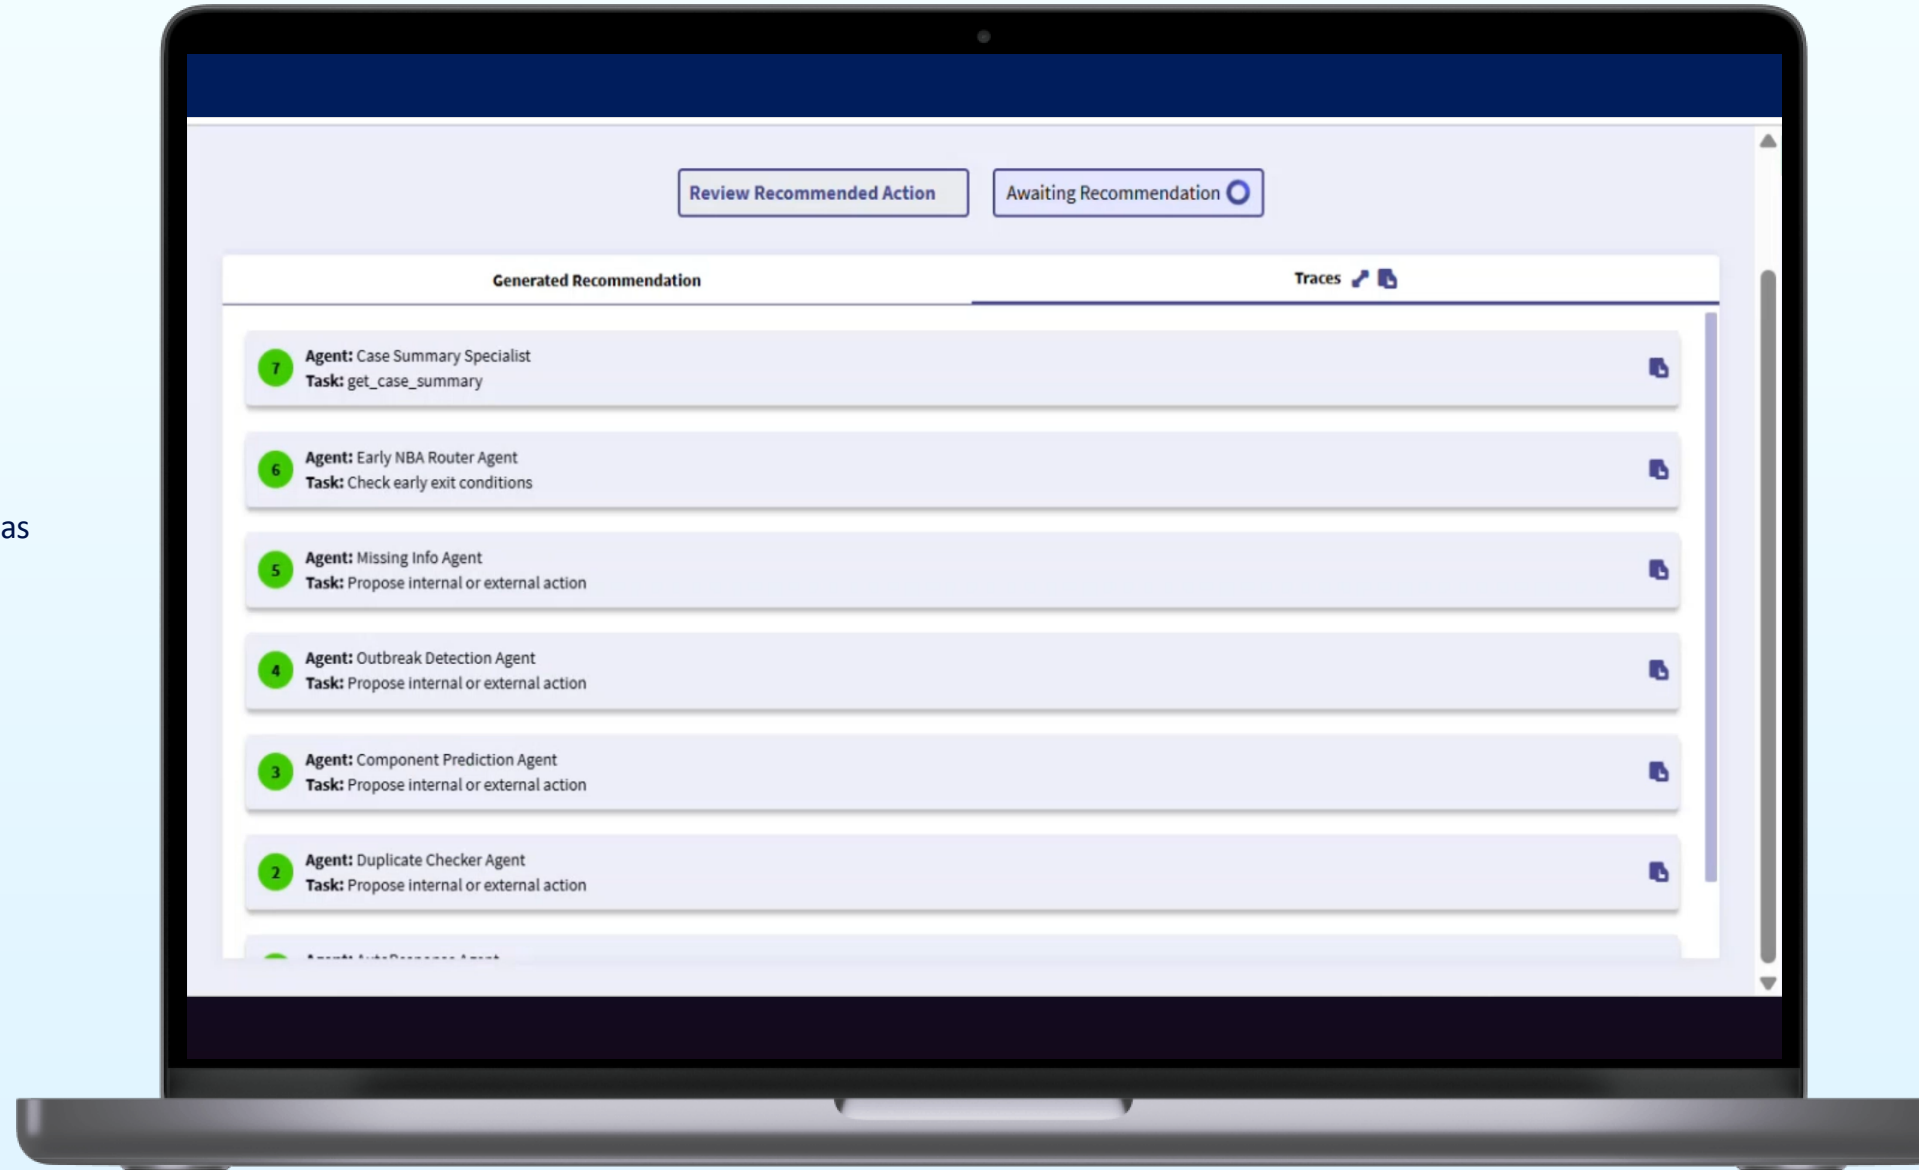 as
Review Recommended Action
Awaiting Recommendation
Generated Recommendation
Traces
7
Agent: Case Summary Specialist
Task: get_case_summary
6
Agent: Early NBA Router Agent
Task: Check early exit conditions
5
Agent: Missing Info Agent
Task: Propose internal or external action
4
Agent: Outbreak Detection Agent
Task: Propose internal or external action
3
Agent: Component Prediction Agent
Task: Propose internal or external action
2
Agent: Duplicate Checker Agent
Task: Propose internal or external action
Agent: AutoResponse Agent